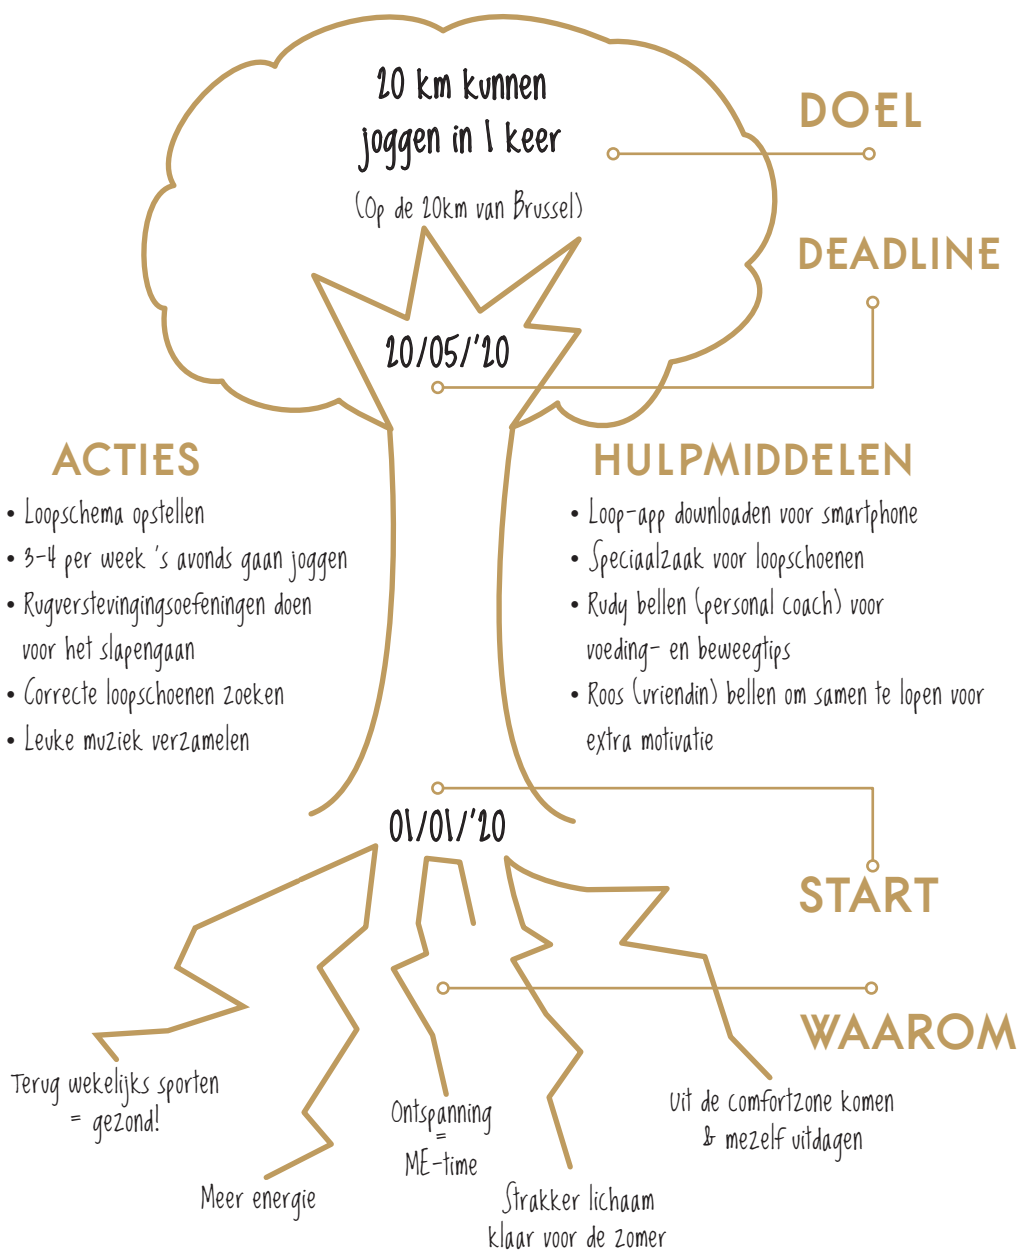 20 km kunnen
joggen in 1 keer
(Op de 20km van Brussel)
DOEL
DEADLINE
20/05/'20
ACTIES
• Loopschema opstellen
• 3-4 per week 's avonds gaan joggen
• Rugverstevingingsoefeningen doen
voor het slapengaan
• Correcte loopschoenen zoeken
• Leuke muziek verzamelen
HULPMIDDELEN
• Loop-app downloaden voor smartphone
• Speciaalzaak voor loopschoenen
• Rudy bellen (personal coach) voor
voeding- en beweegtips
• Roos (vriendin) bellen om samen te lopen voor
extra motivatie
01/01/'20
START
WAAROM
Terug wekelijks sporten
= gezond!
Meer energie
Ontspanning
=
ME-time
Strakker lichaam
klaar voor de zomer
Uit de comfortzone komen
& mezelf uitdagen